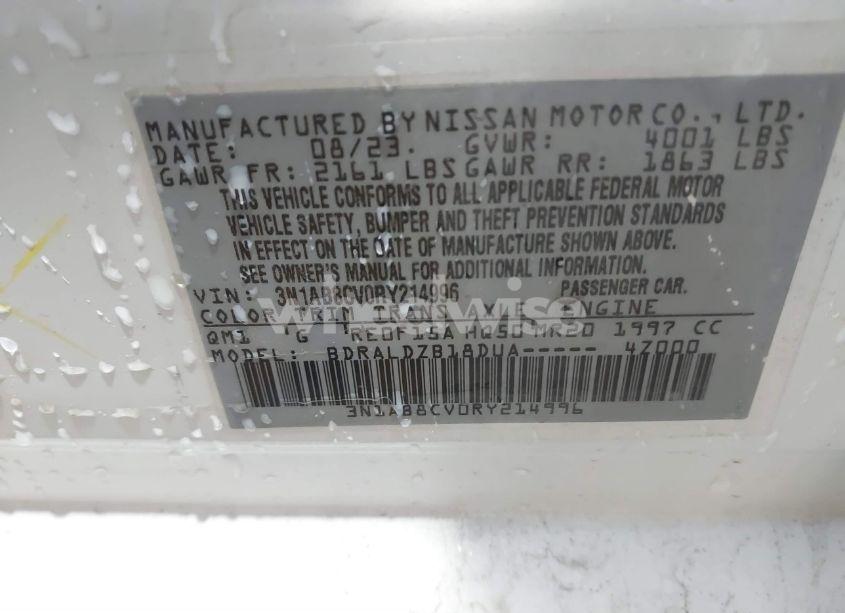 MANUFACTURED BY NISSAN MOTOR CO., LTD.
DATE: 08/23. GVWR: 4001 LBS
GAWR FR: 2161 LBS GAWR RR: 1863 LBS
THIS VEHICLE CONFORMS TO ALL APPLICABLE FEDERAL MOTOR
VEHICLE SAFETY, BUMPER AND THEFT PREVENTION STANDARDS
IN EFFECT ON THE DATE OF MANUFACTURE SHOWN ABOVE.
SEE OWNER'S MANUAL FOR ADDITIONAL INFORMATION.
VIN: 3N1AB8CV0RY214996 PASSENGER CAR.
COLOR TRIM TRANS AXLE ENGINE
QM1 'G RE0F15A HQ50 MR20 1997 CC
MODEL: BDRALDZB18DUA----- 4Z000
3N1AB8CV0RY214996
wheelwise